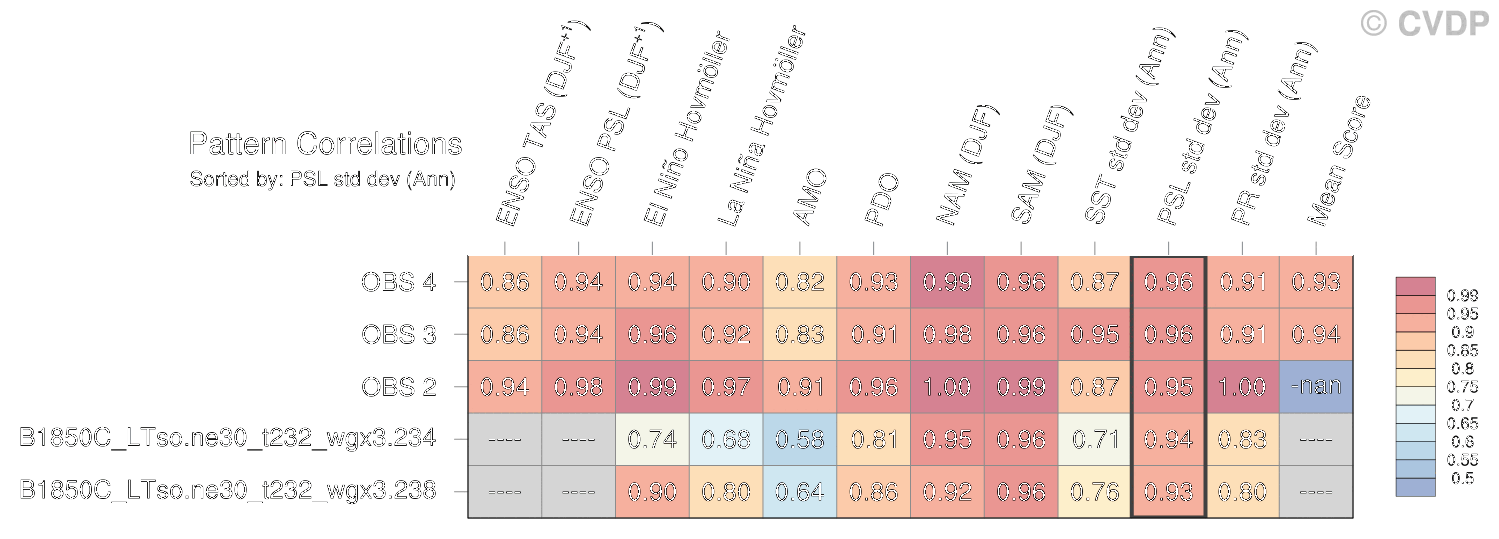 © CVDP
Pattern Correlations
Sorted by: PSL std dev (Ann)
ENSO TAS (DJF+1)
ENSO PSL (DJF+1)
El Niño Hovmöller
La Niña Hovmöller
AMO
PDO
NAM (DJF)
SAM (DJF)
SST std dev (Ann)
PSL std dev (Ann)
PR std dev (Ann)
Mean Score
OBS 4 0.86 0.94 0.94 0.90 0.82 0.93 0.99 0.96 0.87 0.96 0.91 0.93
OBS 3 0.86 0.94 0.96 0.92 0.83 0.91 0.98 0.96 0.95 0.96 0.91 0.94
OBS 2 0.94 0.98 0.99 0.97 0.91 0.96 1.00 0.99 0.87 0.95 1.00 -nan
B1850C_LTso.ne30_t232_wgx3.234 ---- ---- 0.74 0.68 0.58 0.81 0.95 0.96 0.71 0.94 0.83 ----
B1850C_LTso.ne30_t232_wgx3.238 ---- ---- 0.90 0.80 0.64 0.86 0.92 0.96 0.76 0.93 0.80 ----
0.99
0.95
0.9
0.85
0.8
0.75
0.7
0.65
0.6
0.55
0.5